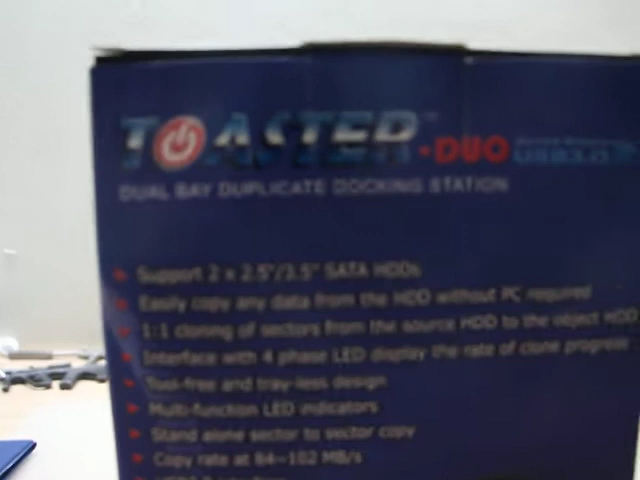 TOASTER™ -DUO USB3.0
DUAL BAY DUPLICATE DOCKING STATION
Support 2 x 2.5"/3.5" SATA HDDs
Easily copy any data from the HDD without PC required
1:1 cloning of sectors from the source HDD to the object HDD
Interface with 4 phase LED display the rate of clone progress
Tool-free and tray-less design
Multi-function LED indicators
Stand alone sector to sector copy
Copy rate at 84~102 MB/s